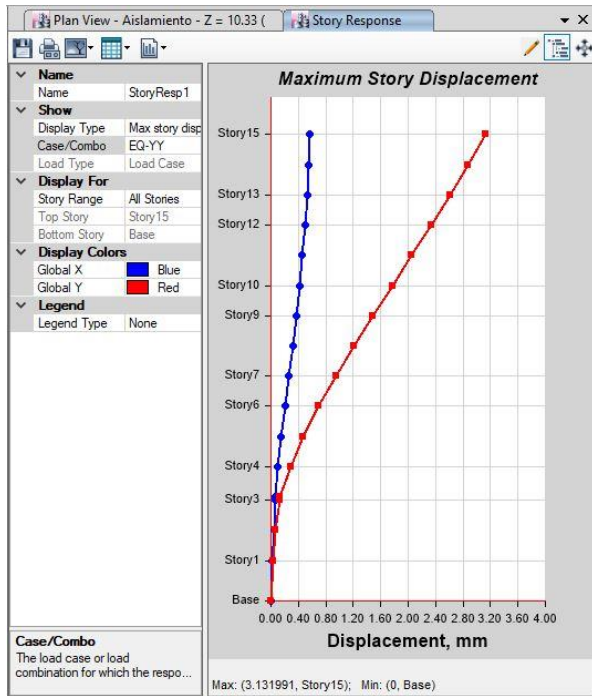 Plan View - Aislamiento - Z = 10.33 (
Story Response
Name
Name StoryResp1
Show
Display Type Max story disp
Case/Combo EQ-YY
Load Type Load Case
Display For
Story Range All Stories
Top Story Story15
Bottom Story Base
Display Colors
Global X Blue
Global Y Red
Legend
Legend Type None
Case/Combo
The load case or load
combination for which the respo...
Maximum Story Displacement
Story15
Story13
Story12
Story10
Story9
Story7
Story6
Story4
Story3
Story1
Base
0.00 0.40 0.80 1.20 1.60 2.00 2.40 2.80 3.20 3.60 4.00
Displacement, mm
Max: (3.131991, Story15); Min: (0, Base)